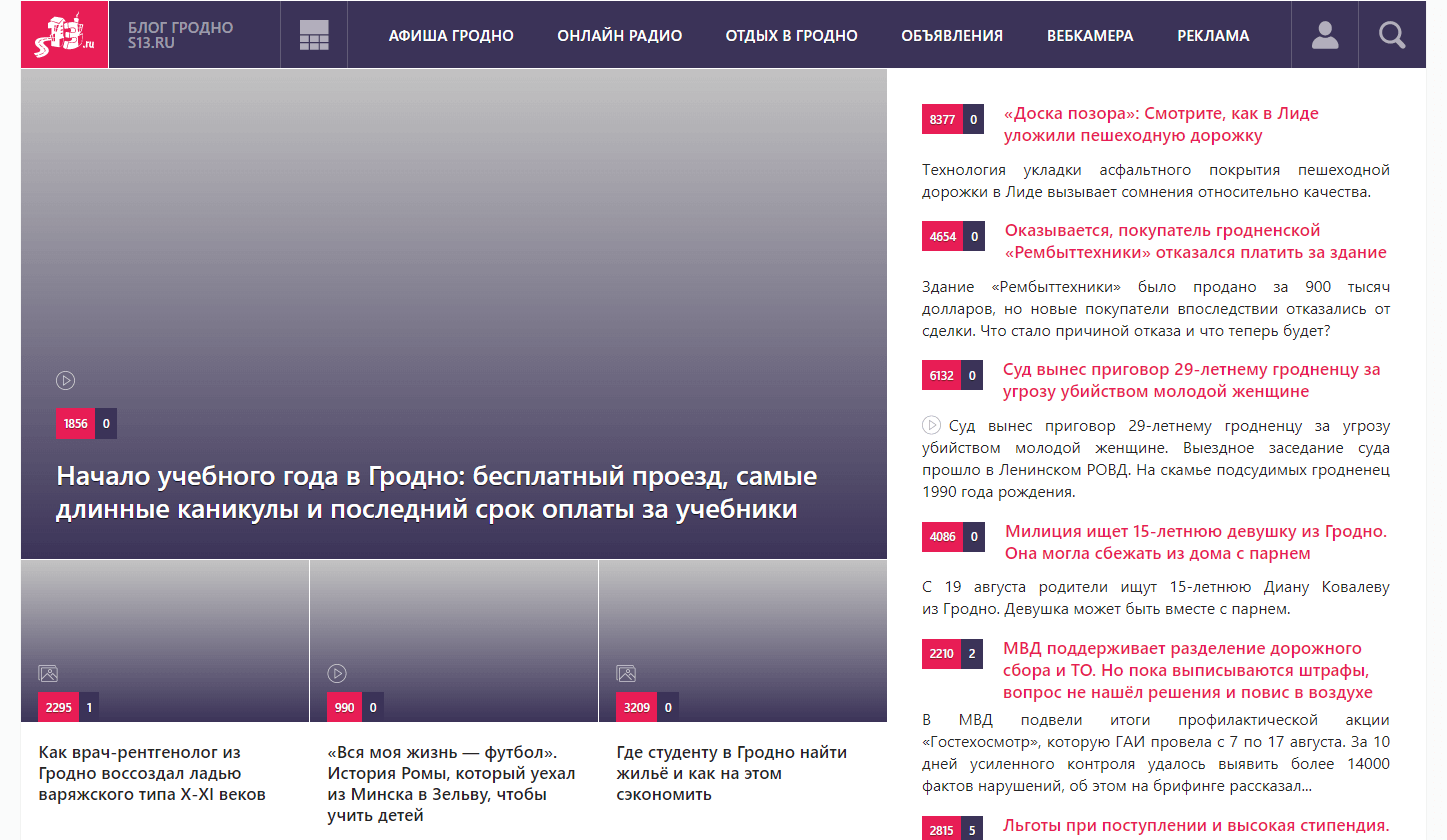 S13.ru
БЛОГ ГРОДНО
S13.RU
АФИША ГРОДНО
ОНЛАЙН РАДИО
ОТДЫХ В ГРОДНО
ОБЪЯВЛЕНИЯ
ВЕБКАМЕРА
РЕКЛАМА
1856 0
Начало учебного года в Гродно: бесплатный проезд, самые
длинные каникулы и последний срок оплаты за учебники
2295 1
Как врач-рентгенолог из
Гродно воссоздал ладью
варяжского типа X-XI веков
990 0
«Вся моя жизнь — футбол».
История Ромы, который уехал
из Минска в Зельву, чтобы
учить детей
3209 0
Где студенту в Гродно найти
жильё и как на этом
сэкономить
8377 0
«Доска позора»: Смотрите, как в Лиде
уложили пешеходную дорожку
Технология укладки асфальтного покрытия пешеходной
дорожки в Лиде вызывает сомнения относительно качества.
4654 0
Оказывается, покупатель гродненской
«Рембыттехники» отказался платить за здание
Здание «Рембыттехники» было продано за 900 тысяч
долларов, но новые покупатели впоследствии отказались от
сделки. Что стало причиной отказа и что теперь будет?
6132 0
Суд вынес приговор 29-летнему гродненцу за
угрозу убийством молодой женщине
Суд вынес приговор 29-летнему гродненцу за угрозу
убийством молодой женщине. Выездное заседание суда
прошло в Ленинском РОВД. На скамье подсудимых гродненец
1990 года рождения.
4086 0
Милиция ищет 15-летнюю девушку из Гродно.
Она могла сбежать из дома с парнем
С 19 августа родители ищут 15-летнюю Диану Ковалеву
из Гродно. Девушка может быть вместе с парнем.
2210 2
МВД поддерживает разделение дорожного
сбора и ТО. Но пока выписываются штрафы,
вопрос не нашёл решения и повис в воздухе
В МВД подвели итоги профилактической акции
«Гостехосмотр», которую ГАИ провела с 7 по 17 августа. За 10
дней усиленного контроля удалось выявить более 14000
фактов нарушений, об этом на брифинге рассказал...
2815 5
Льготы при поступлении и высокая стипендия.